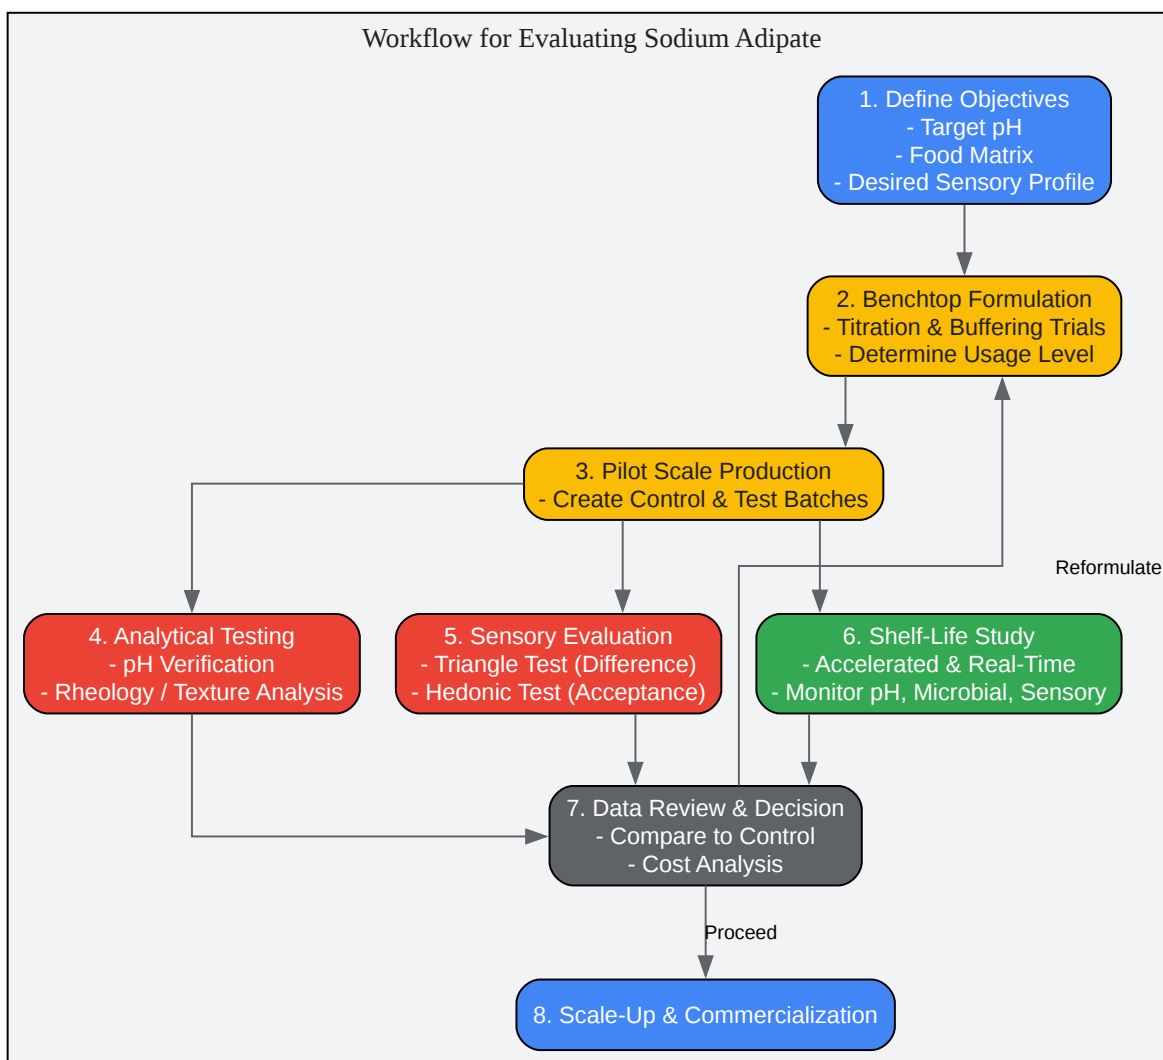 Workflow for Evaluating Sodium Adipate
1. Define Objectives
- Target pH
- Food Matrix
- Desired Sensory Profile
2. Benchtop Formulation
- Titration & Buffering Trials
- Determine Usage Level
3. Pilot Scale Production
- Create Control & Test Batches
Reformulate
4. Analytical Testing
- pH Verification
- Rheology / Texture Analysis
5. Sensory Evaluation
- Triangle Test (Difference)
- Hedonic Test (Acceptance)
6. Shelf-Life Study
- Accelerated & Real-Time
- Monitor pH, Microbial, Sensory
7. Data Review & Decision
- Compare to Control
- Cost Analysis
Proceed
8. Scale-Up & Commercialization